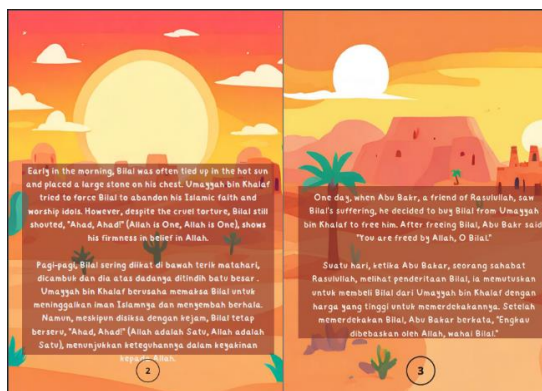 Early in the morning, Bilal was often tied up in the hot sun
and placed a large stone on his chest. Umayyah bin Khalaf
tried to force Bilal to abandon his Islamic faith and
worship idols. However, despite the cruel torture, Bilal still
shouted, "Ahad, Ahad!" (Allah is One, Allah is One), shows
his firmness in belief in Allah.
Pagi-pagi, Bilal sering diikat di bawah terik matahari,
dicambuk dan dia atas dadanya ditindih batu besar .
Umayyah bin Khalaf berusaha memaksa Bilal untuk
meninggalkan iman Islamnya dan menyembah berhala.
Namun, meskipun disiksa dengan kejam, Bilal tetap
berseru, "Ahad, Ahad!" (Allah adalah Satu, Allah adalah
Satu), menunjukkan keteguhannya dalam keyakinan
kepada Allah.
2
One day, when Abu Bakr, a friend of Rasulullah, saw
Bilal's suffering, he decided to buy Bilal from Umayyah
bin Khalaf to free him. After freeing Bilal, Abu Bakr said
"You are freed by Allah, O Bilal."
Suatu hari, ketika Abu Bakar, seorang sahabat
Rasulullah, melihat penderitaan Bilal, ia memutuskan
untuk membeli Bilal dari Umayyah bin Khalaf dengan
harga yang tinggi untuk memerdekakannya. Setelah
memerdekakan Bilal, Abu Bakar berkata, "Engkau
dibebaskan oleh Allah, wahai Bilal."
3